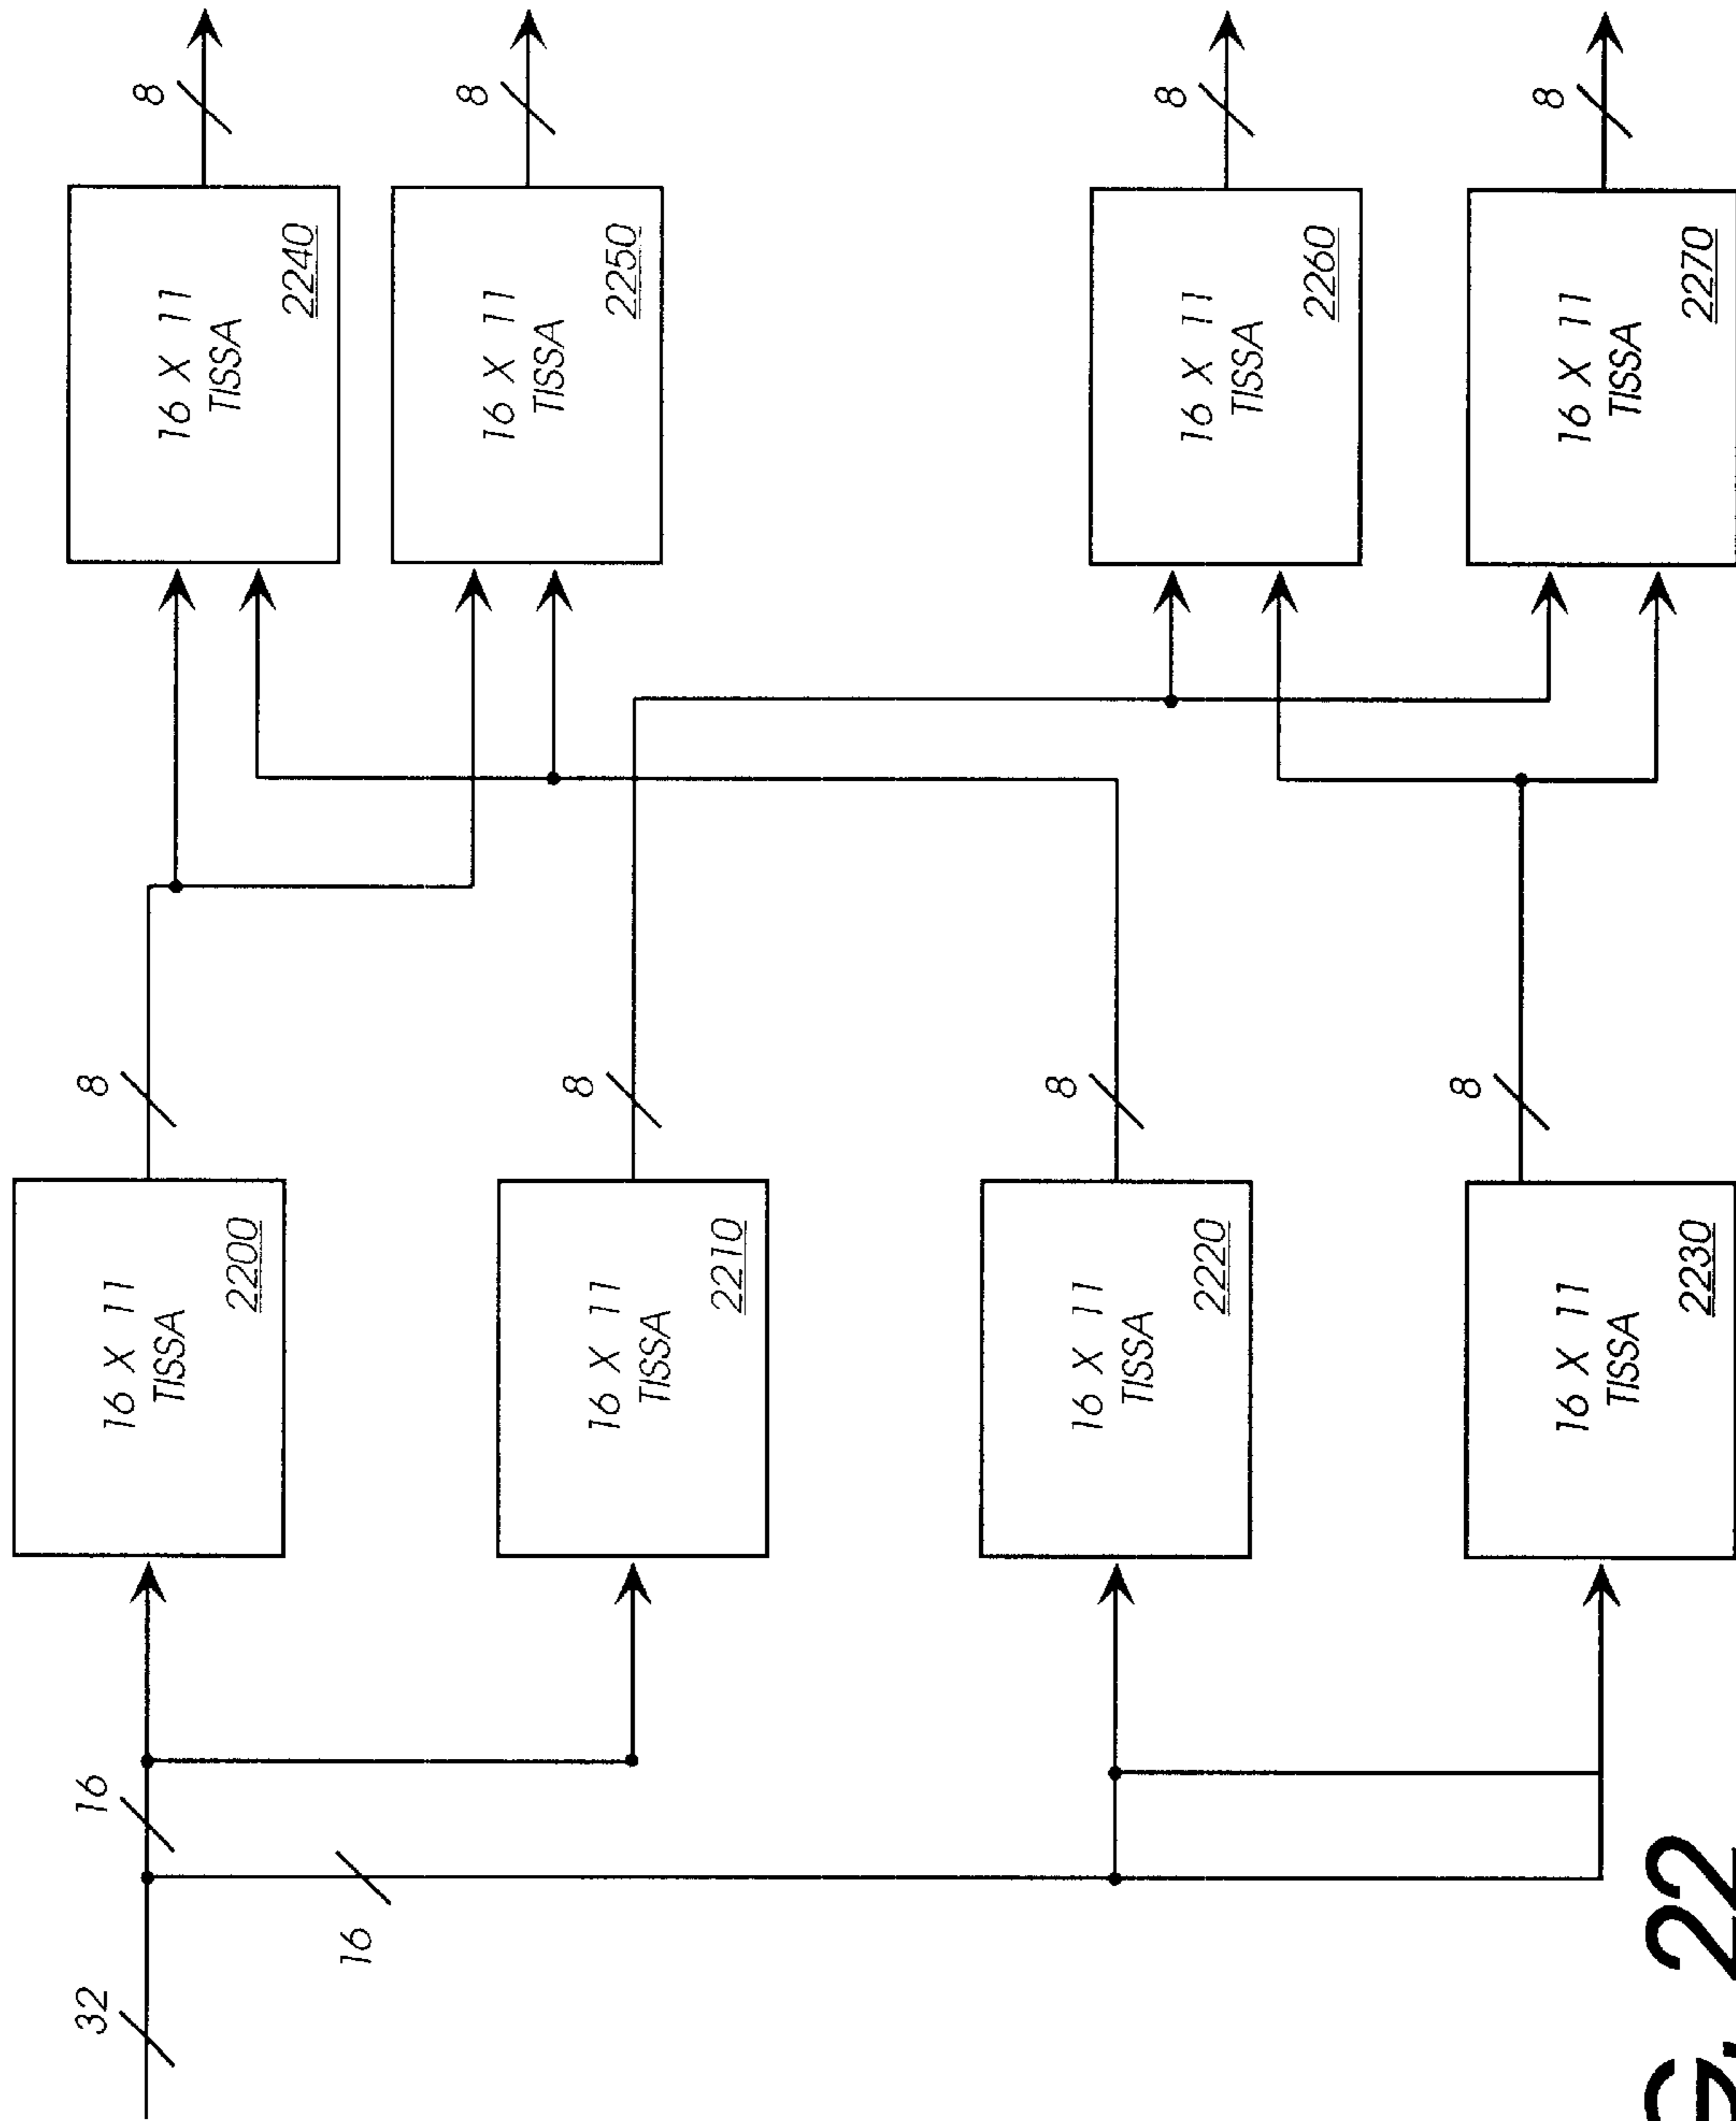 32
16
16
16 X 11
TISSA
2200
8
16 X 11
TISSA
2210
8
16 X 11
TISSA
2220
8
16 X 11
TISSA
2230
8
16 X 11
TISSA
2240
8
16 X 11
TISSA
2250
8
16 X 11
TISSA
2260
8
16 X 11
TISSA
2270
8
G. 22